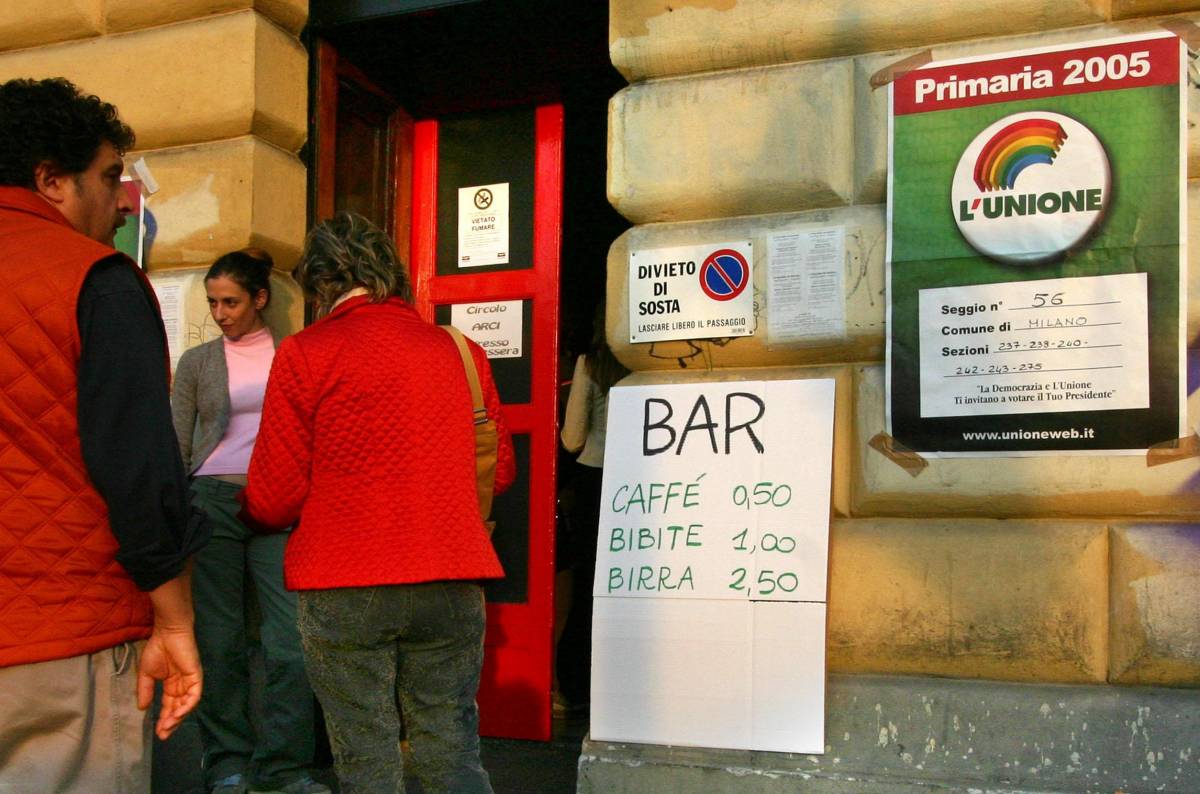 VIETATO
FUMARE
Circolo
ARCI
DIVIETO
DI
SOSTA
LASCIARE LIBERO IL PASSAGGIO
BAR
CAFFÉ 0,50
BIBITE 1,00
BIRRA 2,50
Primaria 2005
L'UNIONE
Seggio n° 56
Comune di MILANO
Sezioni 237-238-240-
242-243-275
"La Democrazia e L'Unione
Ti invitano a votare il Tuo Presidente"
www.unioneweb.it